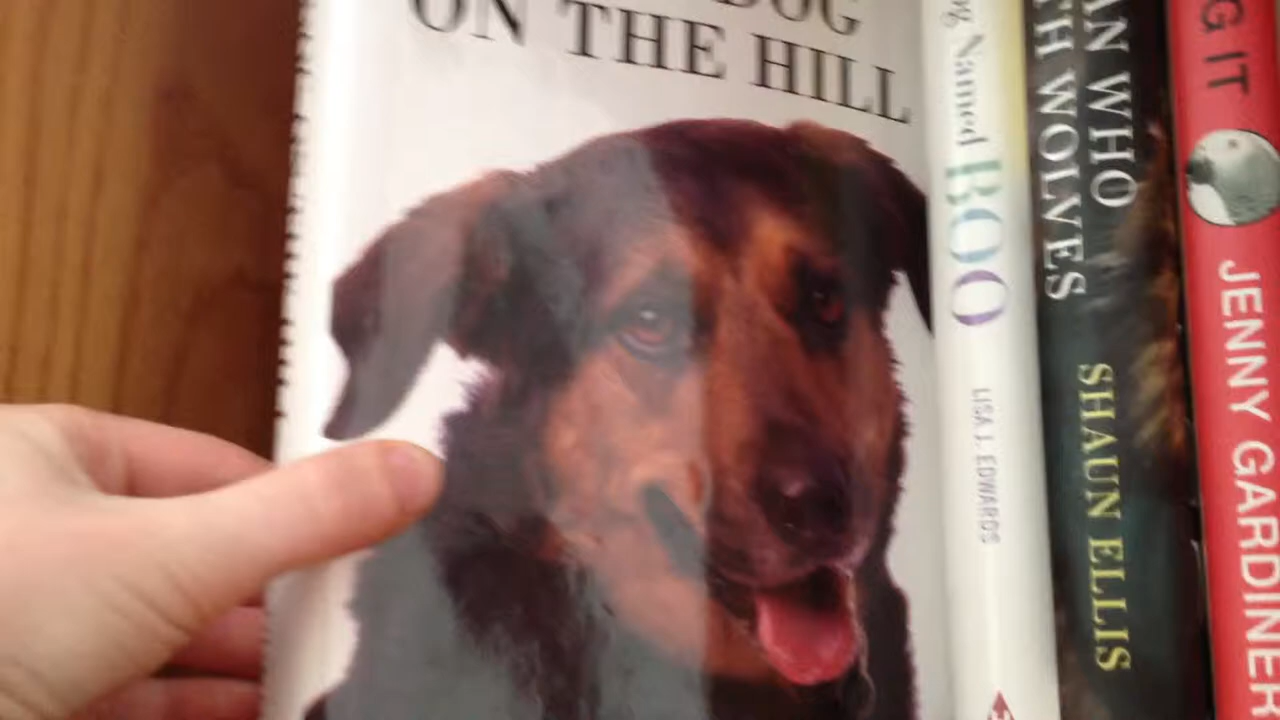 DOG
ON THE HILL
Named BOO
LISA J. EDWARDS
AN WHO
TH WOLVES
SHAUN ELLIS
G IT
JENNY GARDINER